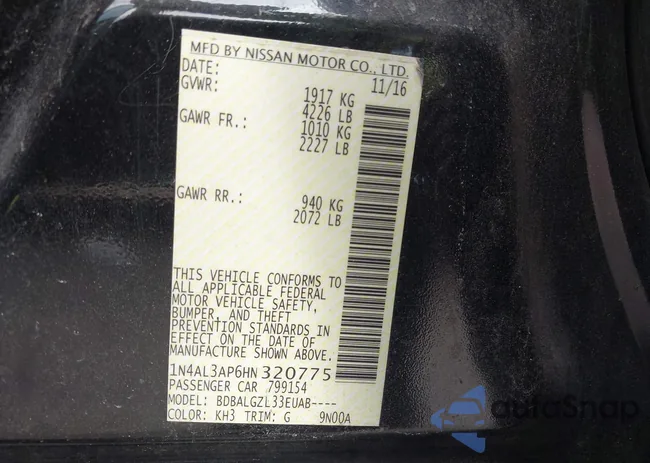 MFD BY NISSAN MOTOR CO., LTD.
DATE: 11/16
GVWR: 1917 KG
4226 LB
GAWR FR.: 1010 KG
2227 LB
GAWR RR.: 940 KG
2072 LB
THIS VEHICLE CONFORMS TO
ALL APPLICABLE FEDERAL
MOTOR VEHICLE SAFETY,
BUMPER, AND THEFT
PREVENTION STANDARDS IN
EFFECT ON THE DATE OF
MANUFACTURE SHOWN ABOVE.
1N4AL3AP6HN320775
PASSENGER CAR 799154
MODEL: BDBALGZL33EUAB----
COLOR: KH3 TRIM: G 9N00A
autoSnap